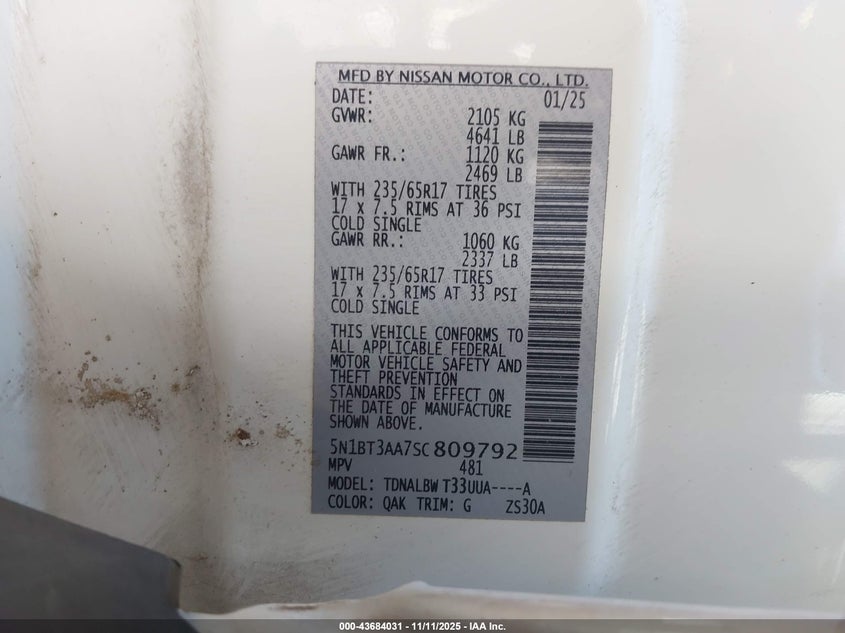 MFD BY NISSAN MOTOR CO., LTD.
DATE: 01/25
GVWR: 2105 KG
4641 LB
GAWR FR.: 1120 KG
2469 LB
WITH 235/65R17 TIRES
17 x 7.5 RIMS AT 36 PSI
COLD SINGLE
GAWR RR.: 1060 KG
2337 LB
WITH 235/65R17 TIRES
17 x 7.5 RIMS AT 33 PSI
COLD SINGLE
THIS VEHICLE CONFORMS TO
ALL APPLICABLE FEDERAL
MOTOR VEHICLE SAFETY AND
THEFT PREVENTION
STANDARDS IN EFFECT ON
THE DATE OF MANUFACTURE
SHOWN ABOVE.
5N1BT3AA7SC809792
MPV 481
MODEL: TDNALBW T33UUA----A
COLOR: QAK TRIM: G ZS30A
000-43684031 - 11/11/2025 - IAA Inc.